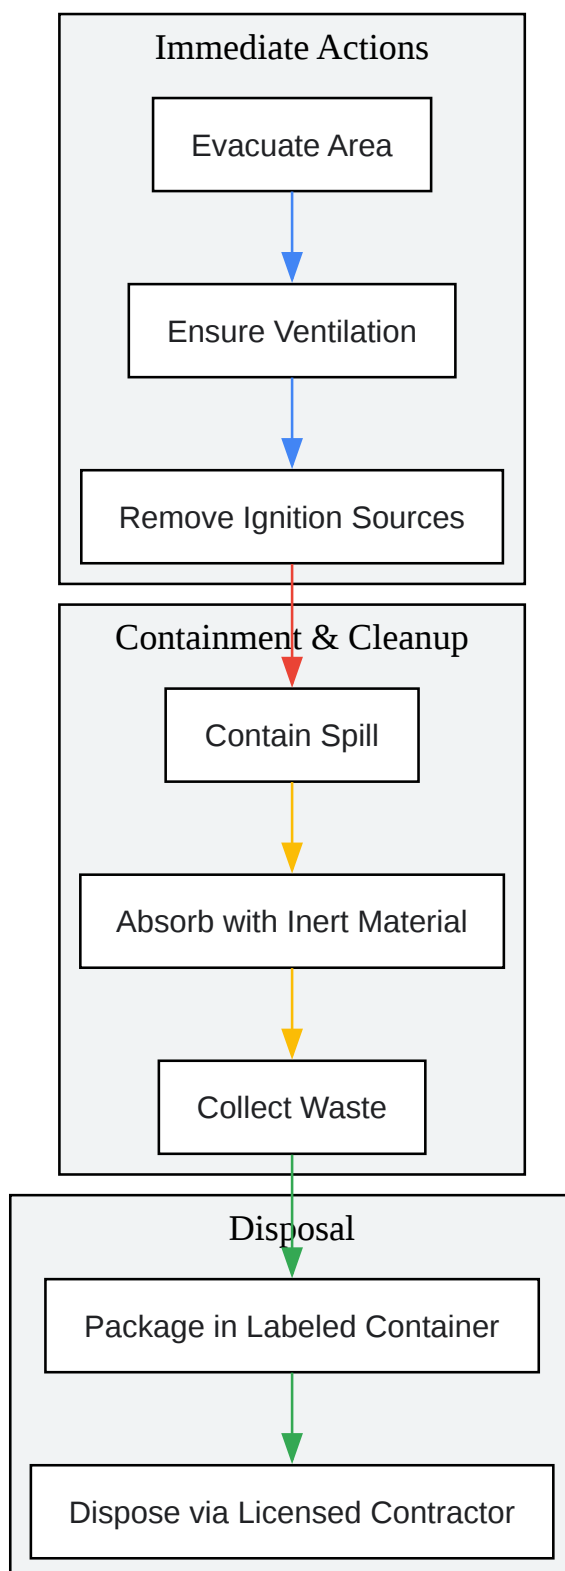 Immediate Actions
Evacuate Area
Ensure Ventilation
Remove Ignition Sources
Containment & Cleanup
Contain Spill
Absorb with Inert Material
Collect Waste
Disposal
Package in Labeled Container
Dispose via Licensed Contractor